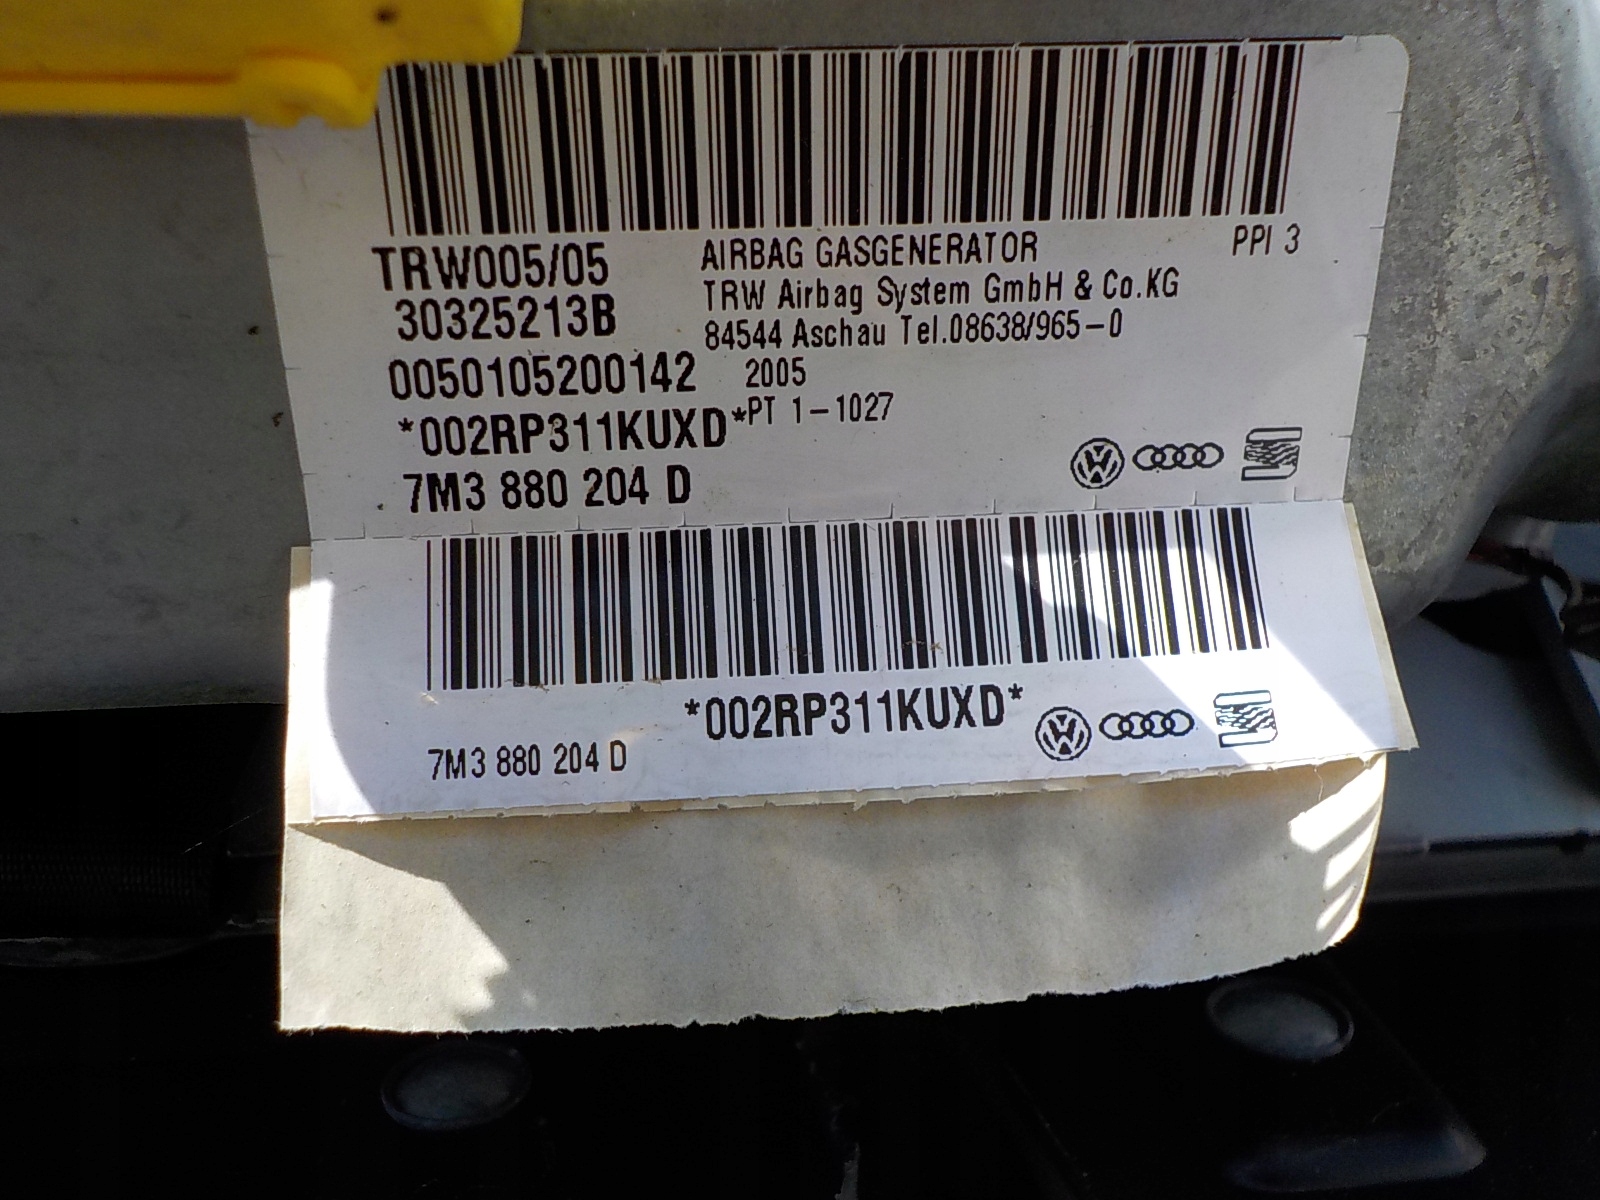 TRW005/05
30325213B
0050105200142
*002RP311KUXD*
7M3 880 204 D
AIRBAG GASGENERATOR
TRW Airbag System GmbH & Co.KG
84544 Aschau Tel.08638/965-0
2005
PT 1-1027
PPI 3
*002RP311KUXD*
7M3 880 204 D